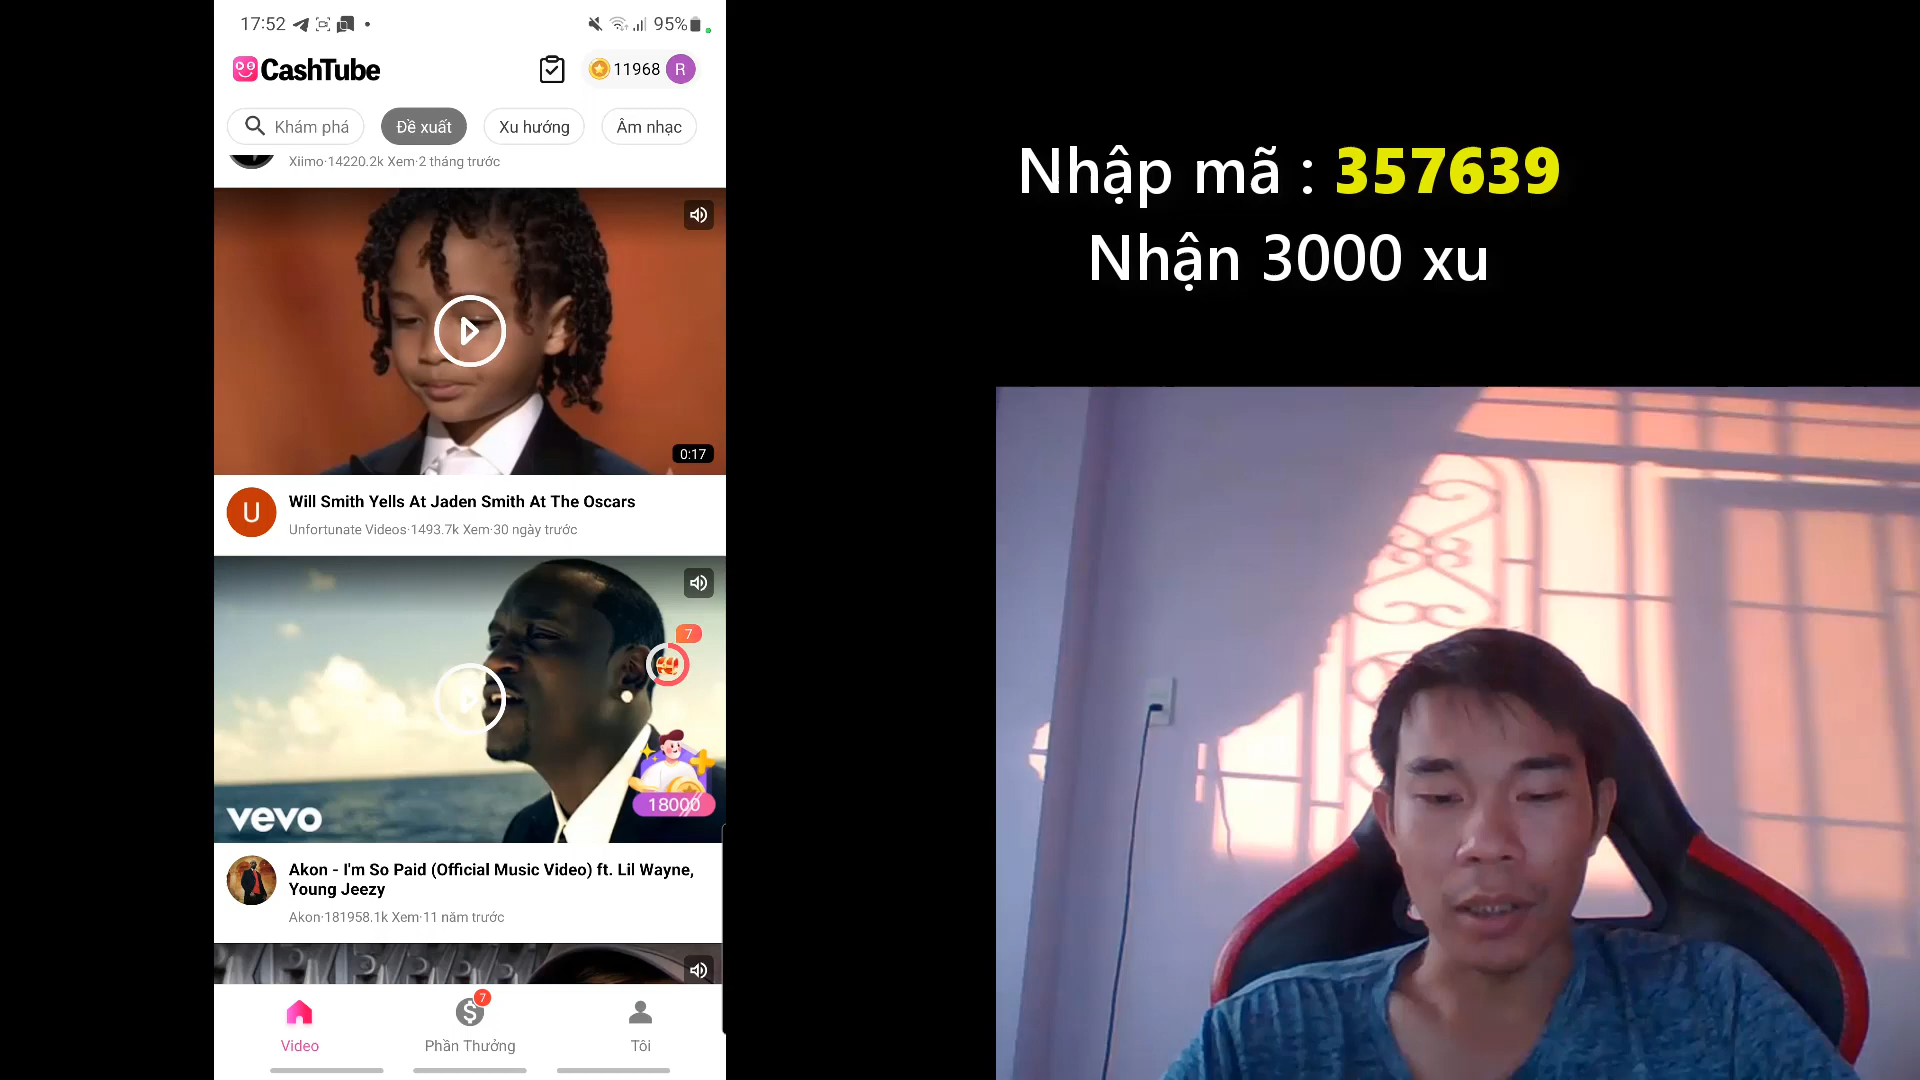 17:52
95%
CashTube
11968
R
Khám phá
Đề xuất
Xu hướng
Âm nhạc
Xiimo·14220.2k Xem·2 tháng trước
0:17
U
Will Smith Yells At Jaden Smith At The Oscars
Unfortunate Videos·1493.7k Xem·30 ngày trước
7
18000
vevo
Akon - I'm So Paid (Official Music Video) ft. Lil Wayne,
Young Jeezy
Akon·181958.1k Xem·11 năm trước
7
Video
Phần Thưởng
Tôi
Nhập mã : 357639
Nhận 3000 xu